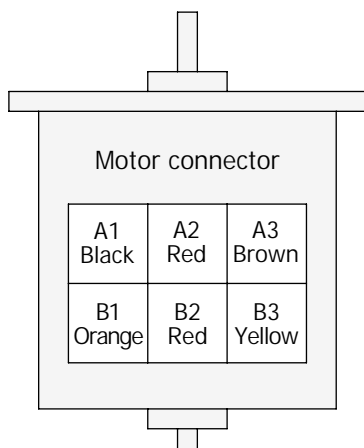 Motor connector
A1
Black
A2
Red
A3
Brown
B1
Orange
B2
Red
B3
Yellow